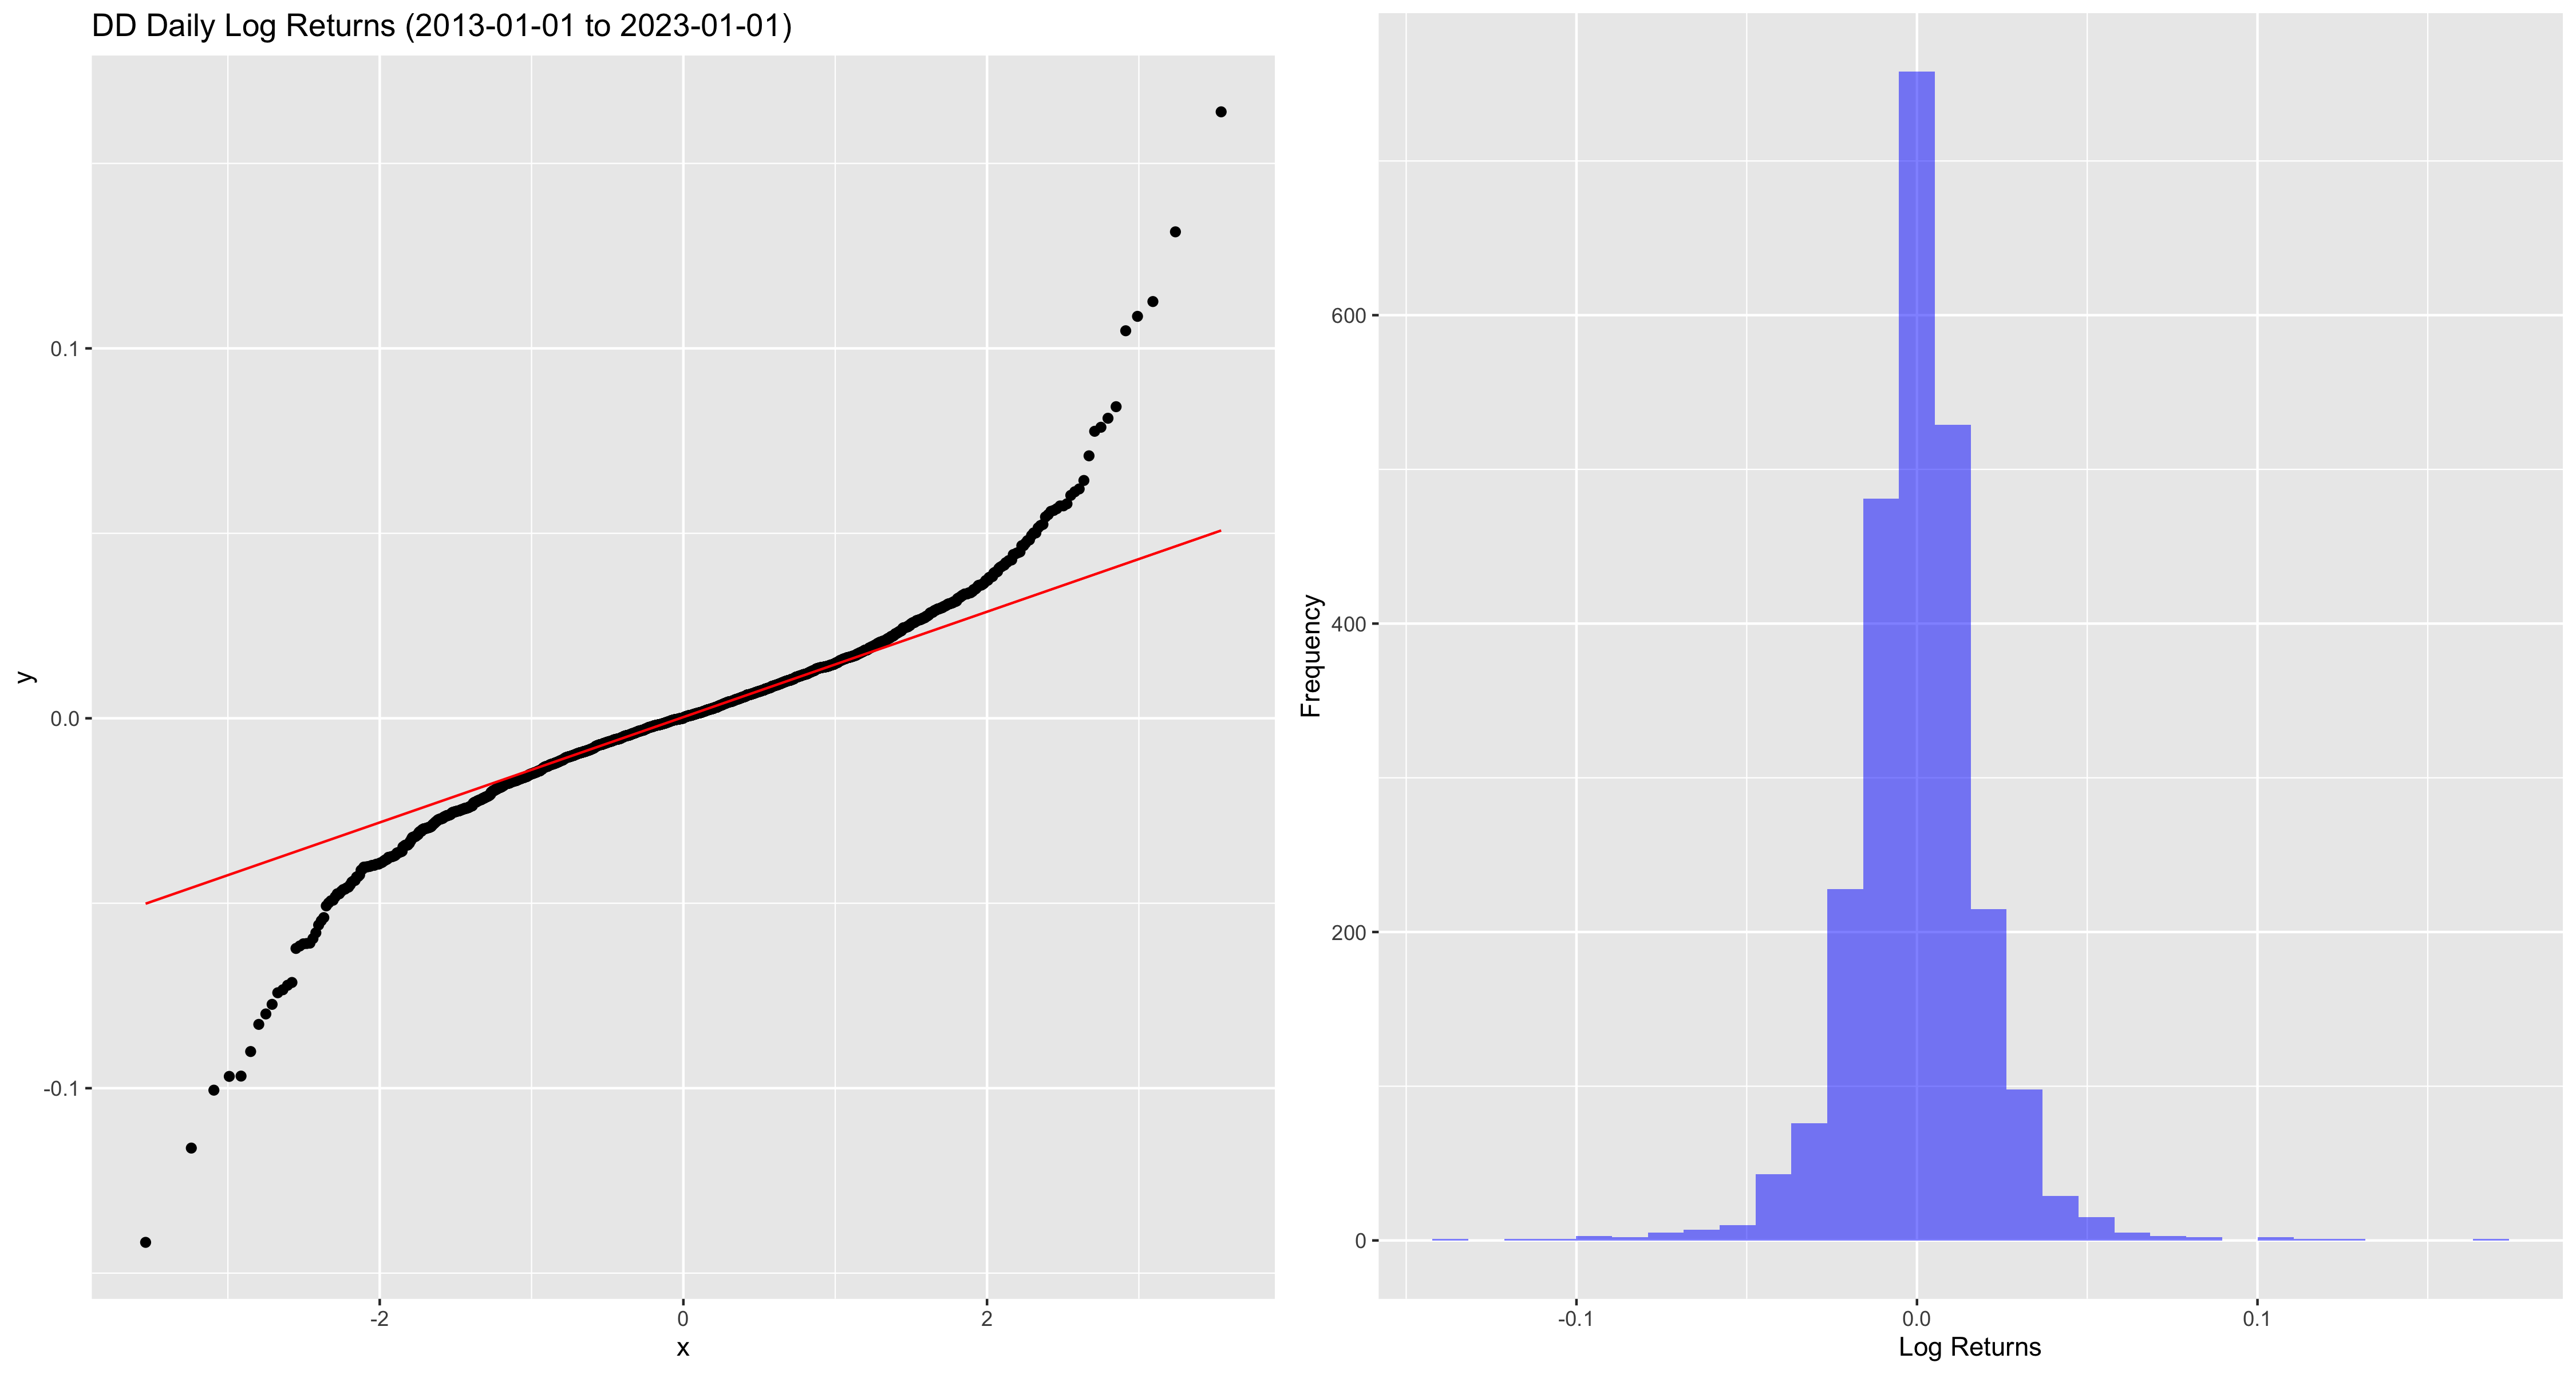 DD Daily Log Returns (2013-01-01 to 2023-01-01)
y
0.1
0.0
-0.1
-2
0
2
x
Frequency
600
400
200
0
-0.1
0.0
0.1
Log Returns